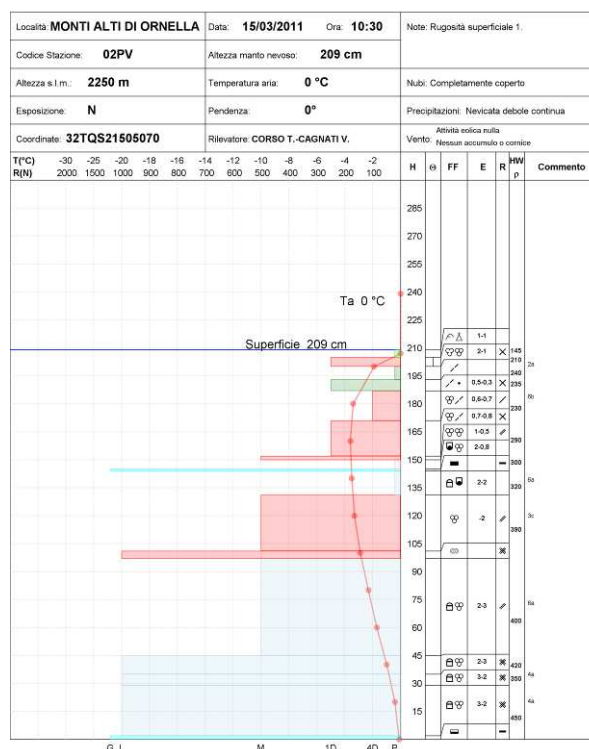 Località: MONTI ALTI DI ORNELLA Data: 15/03/2011 Ora: 10:30 Note: Rugosità superficiale 1.
Codice Stazione: 02PV Altezza manto nevoso: 209 cm
Altezza s.l.m.: 2250 m Temperatura aria: 0 °C Nubi: Completamente coperto
Esposizione: N Pendenza: 0° Precipitazioni: Nevicata debole continua
Coordinate: 32TQS21505070 Rilevatore: CORSO T.-CAGNATI V. Vento: Attività eolica nulla
Nessun accumulo o cornice
T(°C) -30 -25 -20 -18 -16 -14 -12 -10 -8 -6 -4 -2 H Θ FF E R HW Commento
R(N) 2000 1500 1000 900 800 700 600 500 400 300 200 100 ρ
285
270
255
240
Ta 0 °C
225
1-1
Superficie 209 cm 210 2-1 145
210
195 240 2a
0,5-0,3 235
180 0,6-0,7 6b
230
165 0,7-0,8
1-0,5 290
150 2-0,8
300
135 2-2 320 6a
120 -2 3c
390
105
90
75 2-3 6a
400
60
45 2-3 420
30 3-2 350 4a
15 3-2 4a
450
G I M 1D 4D P